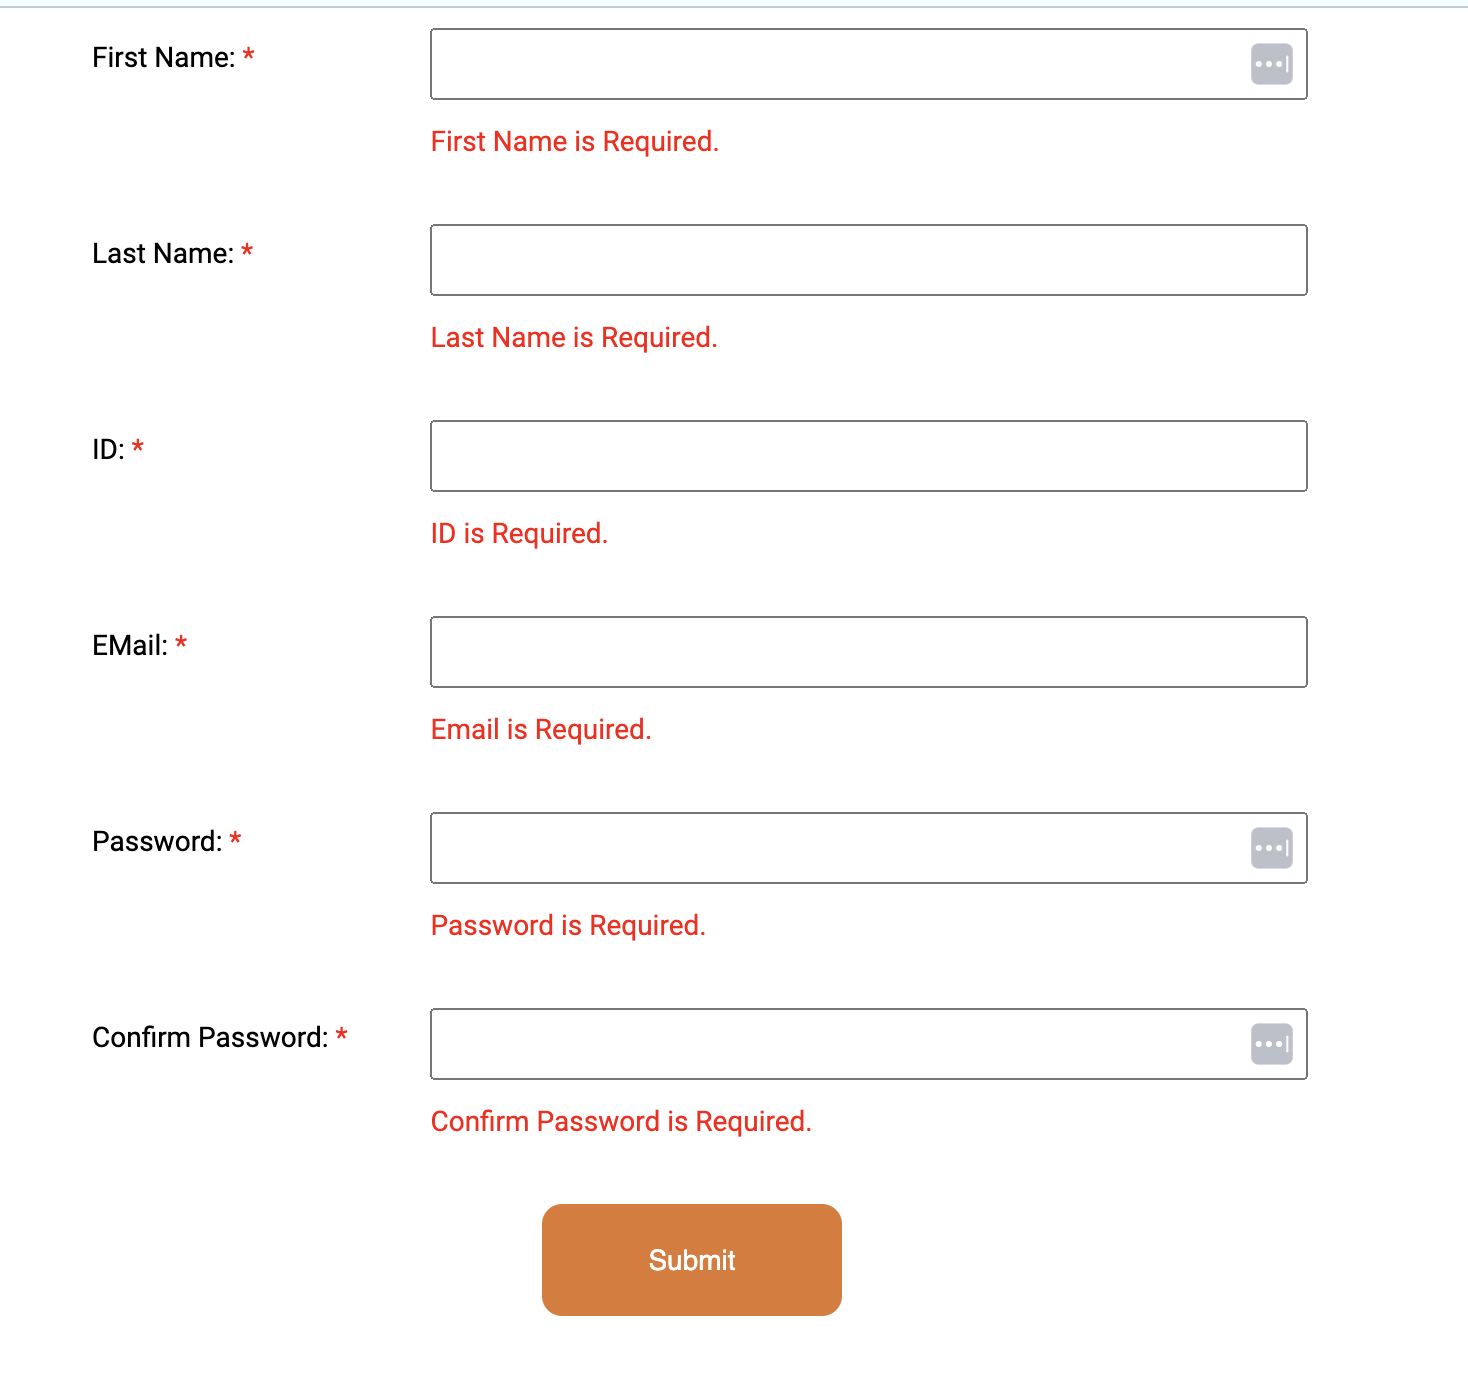 First Name: *
First Name is Required.
Last Name: *
Last Name is Required.
ID: *
ID is Required.
EMail: *
Email is Required.
Password: *
Password is Required.
Confirm Password: *
Confirm Password is Required.
Submit